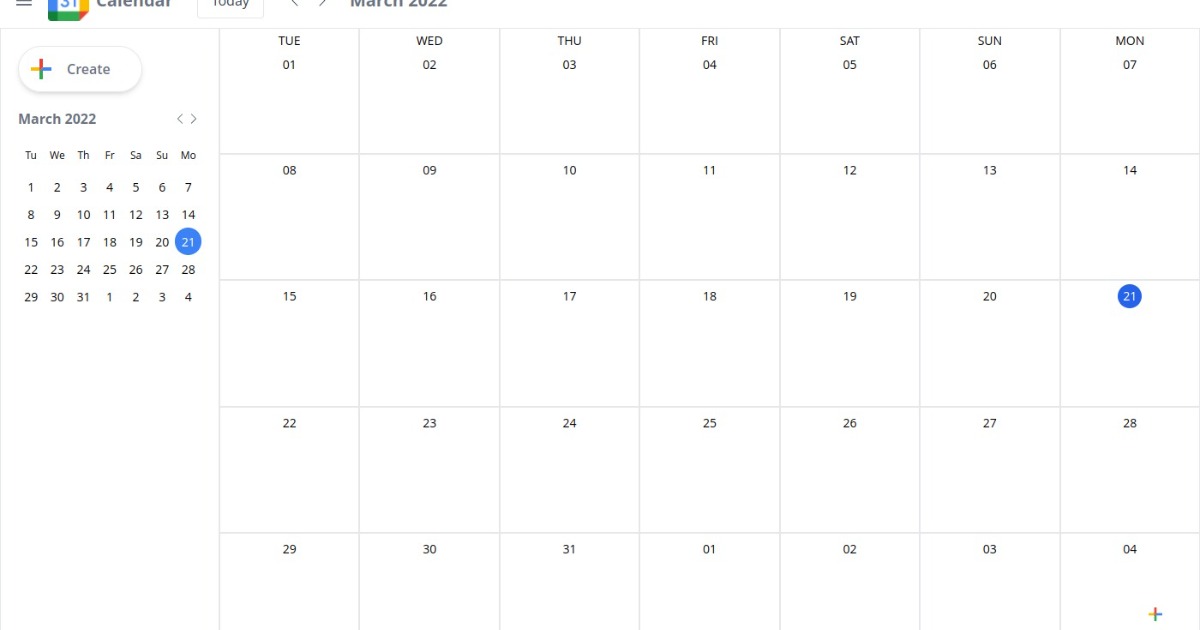 31 Calendar Today March 2022
Create
March 2022
Tu We Th Fr Sa Su Mo
1 2 3 4 5 6 7
8 9 10 11 12 13 14
15 16 17 18 19 20 21
22 23 24 25 26 27 28
29 30 31 1 2 3 4
TUE WED THU FRI SAT SUN MON
01 02 03 04 05 06 07
08 09 10 11 12 13 14
15 16 17 18 19 20 21
22 23 24 25 26 27 28
29 30 31 01 02 03 04